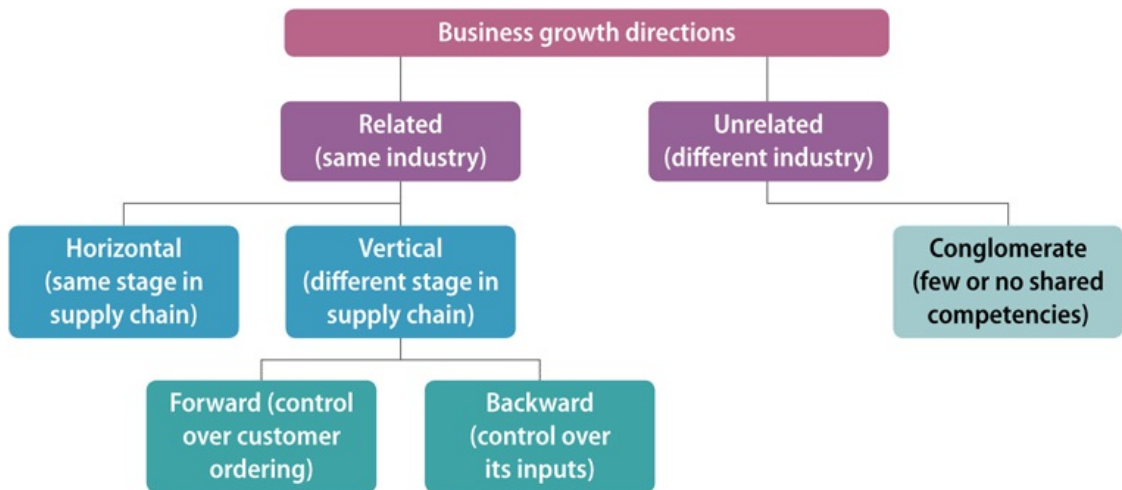 Business growth directions
Related
(same industry)
Unrelated
(different industry)
Horizontal
(same stage in
supply chain)
Vertical
(different stage in
supply chain)
Conglomerate
(few or no shared
competencies)
Forward (control
over customer
ordering)
Backward
(control over
its inputs)